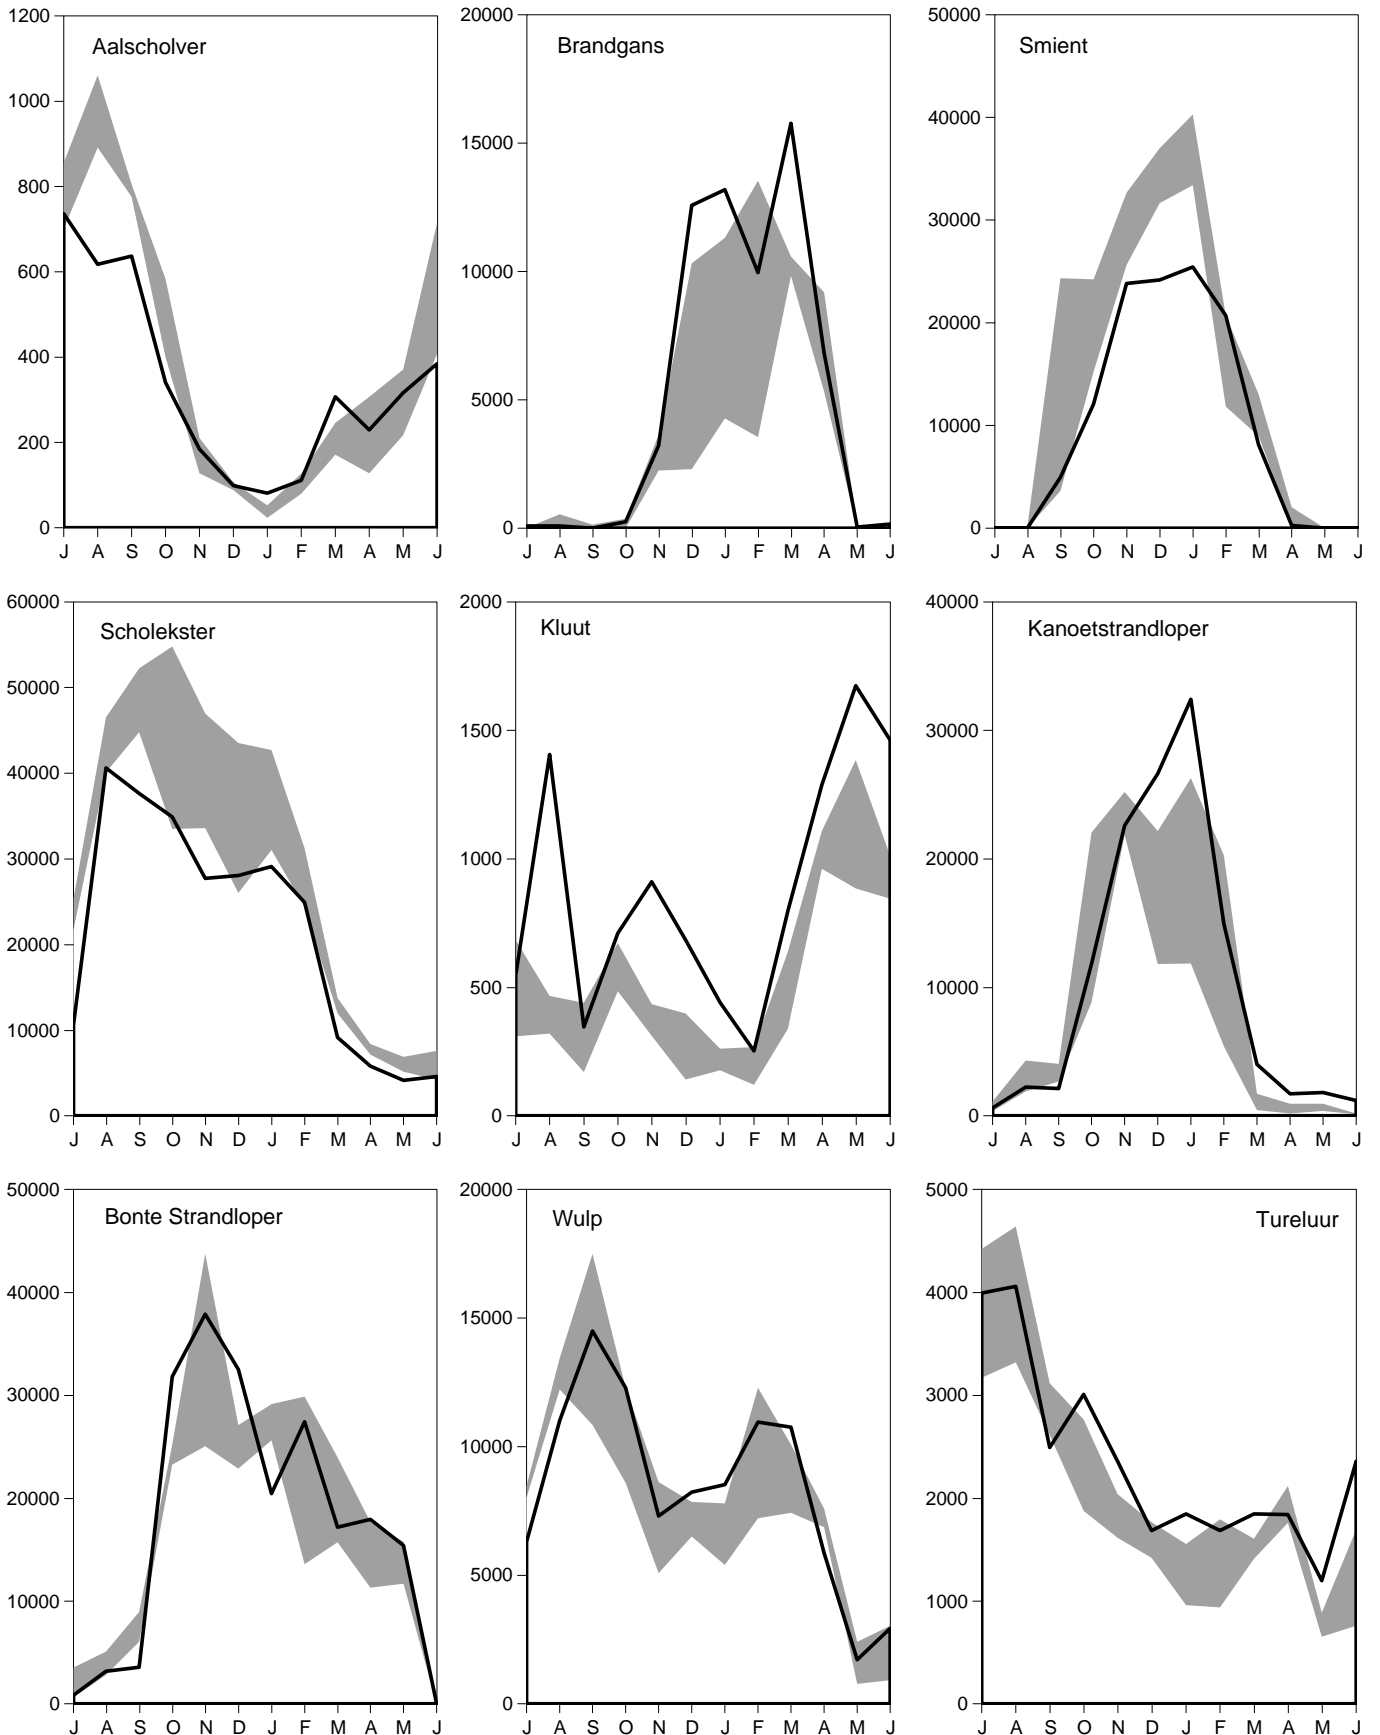 Aalscholver
1200
1000
800
600
400
200
0
J A S O N D J F M A M J
Brandgans
20000
15000
10000
5000
0
J A S O N D J F M A M J
Smient
50000
40000
30000
20000
10000
0
J A S O N D J F M A M J
Scholekster
60000
50000
40000
30000
20000
10000
0
J A S O N D J F M A M J
Kluut
2000
1500
1000
500
0
J A S O N D J F M A M J
Kanoetstrandloper
40000
30000
20000
10000
0
J A S O N D J F M A M J
Bonte Strandloper
50000
40000
30000
20000
10000
0
J A S O N D J F M A M J
Wulp
20000
15000
10000
5000
0
J A S O N D J F M A M J
Tureluur
5000
4000
3000
2000
1000
0
J A S O N D J F M A M J